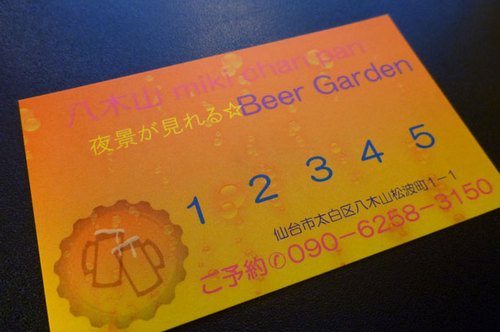 八木山 miki chan pan
夜景が見れる☆Beer Garden
1 2 3 4 5
仙台市太白区八木山松波町1-1
ご予約✆090-6258-3150